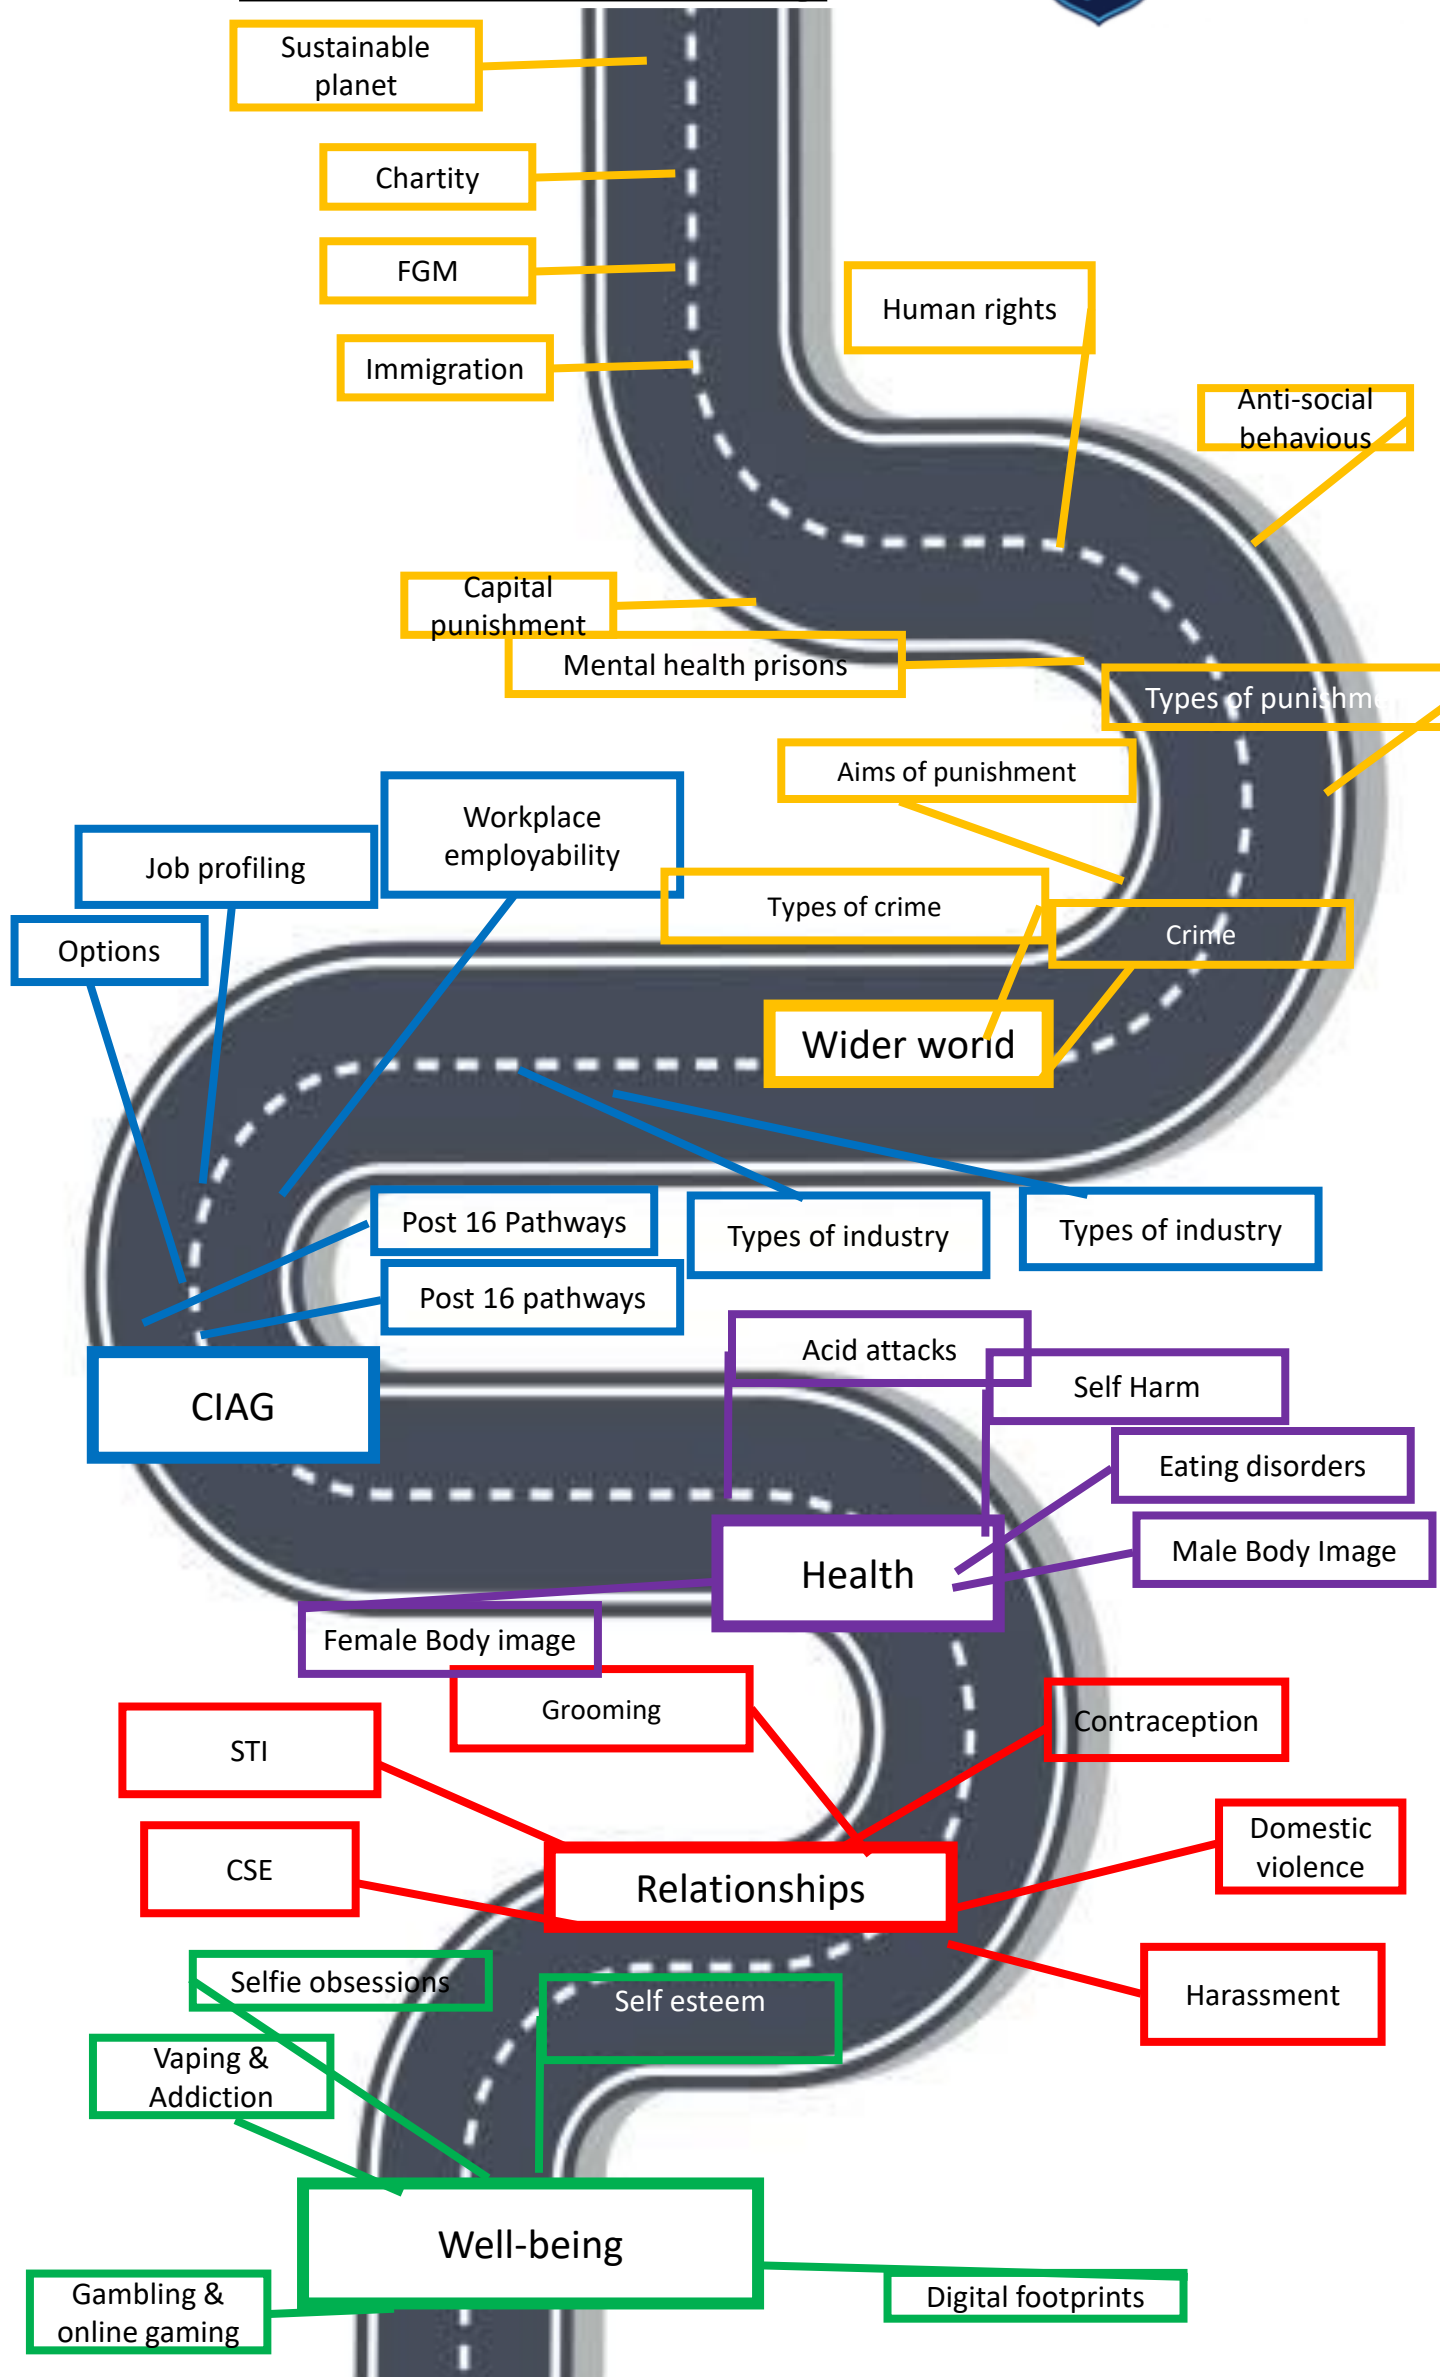 Sustainable
planet
Chartity
FGM
Human rights
Immigration
Anti-social
behavious
Capital
punishment
Mental health prisons
Types of punishme
Aims of punishment
Workplace
employability
Job profiling
Types of crime
Crime
Options
Wider world
Post 16 Pathways
Types of industry
Types of industry
Post 16 pathways
Acid attacks
Self Harm
CIAG
Eating disorders
Male Body Image
Health
Female Body image
Grooming
Contraception
STI
Domestic
violence
CSE
Relationships
Selfie obsessions
Self esteem
Harassment
Vaping &
Addiction
Well-being
Gambling &
online gaming
Digital footprints